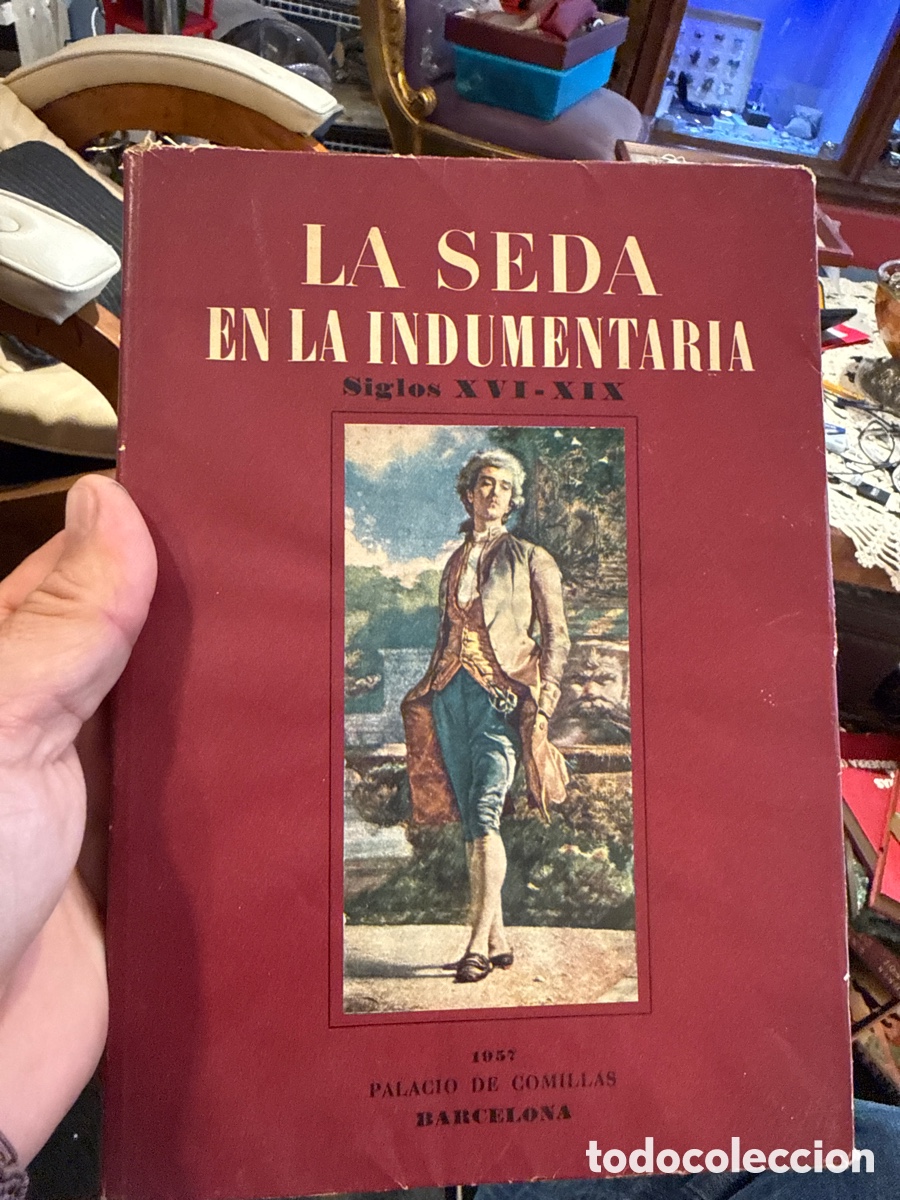 LA SEDA
EN LA INDUMENTARIA
Siglos XVI-XIX
1957
PALACIO DE COMILLAS
BARCELONA
todocoleccion